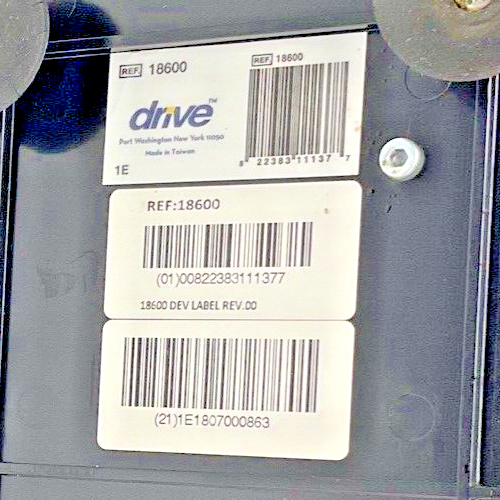 REF 18600
REF 18600
drive™
Port Washington New York 11050
Made in Taiwan
1E
8 22383 11137 7
REF:18600
(01)00822383111377
18600 DEV LABEL REV.00
(21)1E1807000863